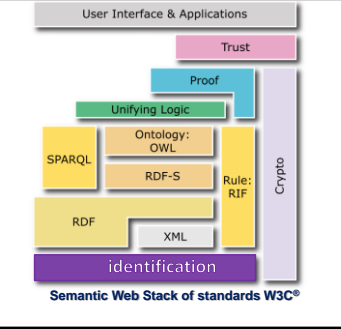 User Interface & Applications
Trust
Proof
Unifying Logic
Ontology:
OWL
SPARQL
RDF-S
Rule:
RIF
Crypto
RDF
XML
identification
Semantic Web Stack of standards W3C®